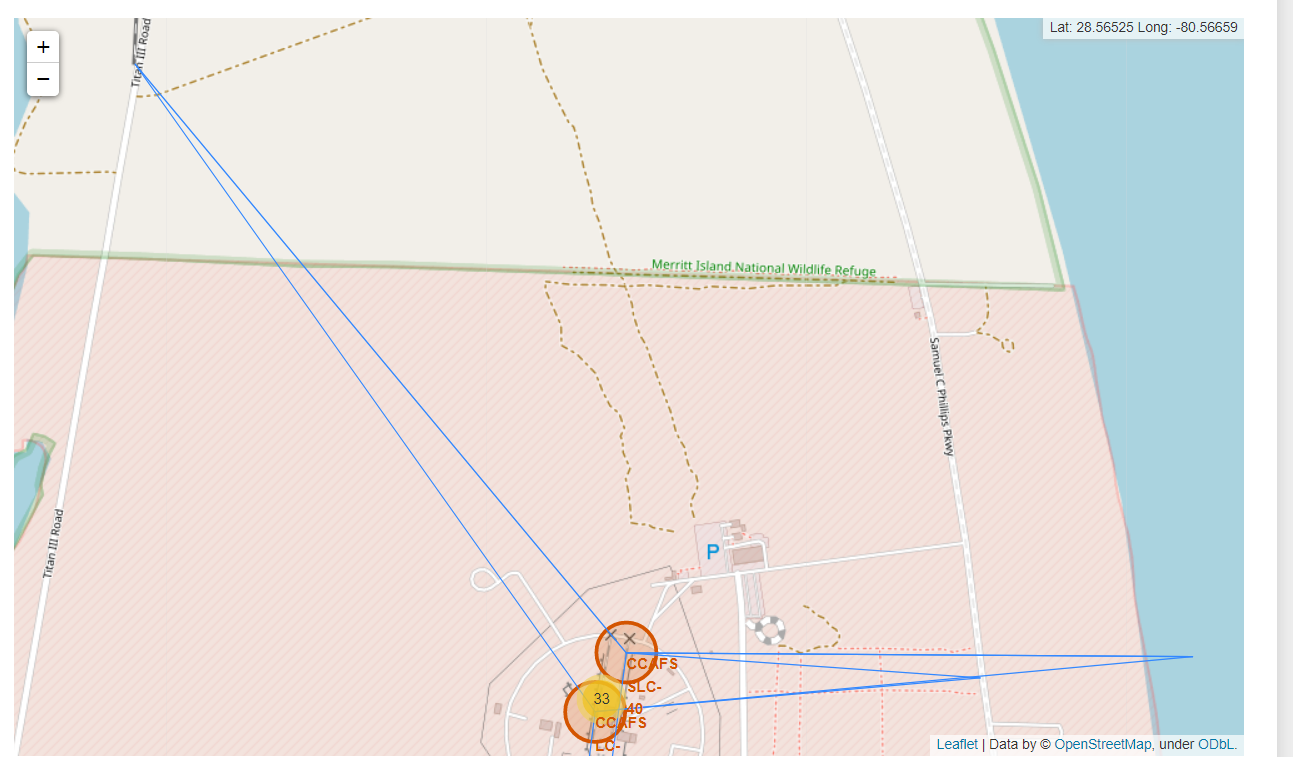 +
−
Titan III Road
Lat: 28.56525 Long: -80.56659
Merritt Island National Wildlife Refuge
Samuel C Phillips Pkwy
Titan III Road
P
CCAFS
SLC-
40
33
CCAFS
LC-
Leaflet | Data by © OpenStreetMap, under ODbL.